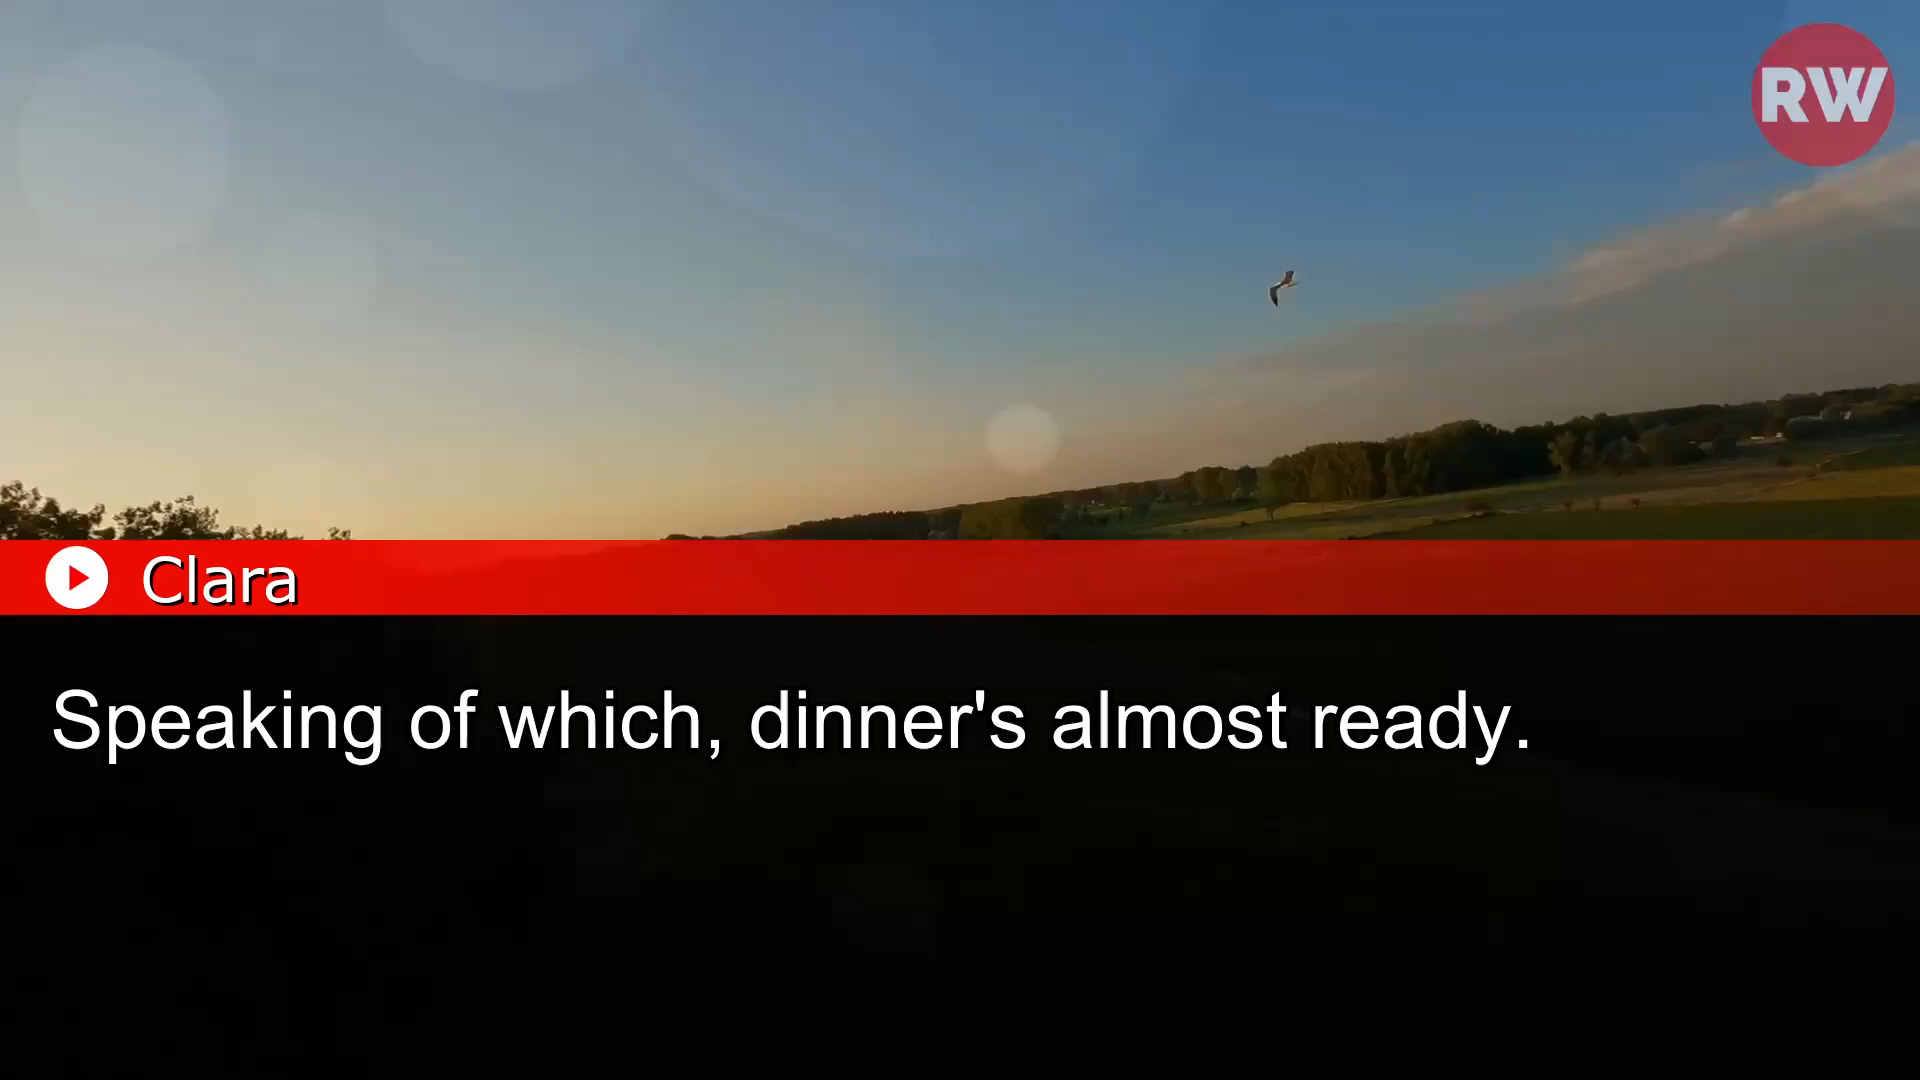 RW
Clara
Speaking of which, dinner's almost ready.